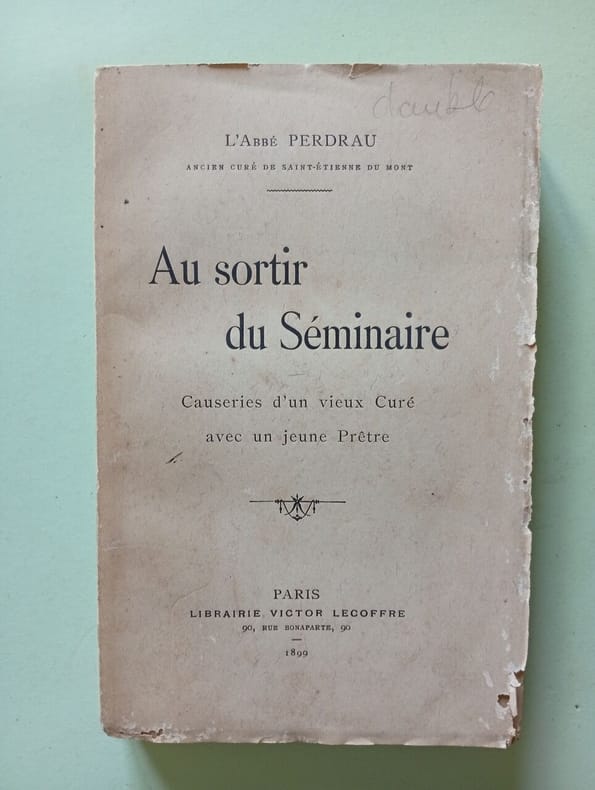 double
L'ABBÉ PERDRAU
ANCIEN CURÉ DE SAINT-ÉTIENNE DU MONT
Au sortir
du Séminaire
Causeries d'un vieux Curé
avec un jeune Prêtre
PARIS
LIBRAIRIE VICTOR LECOFFRE
90, RUE BONAPARTE, 90
1899